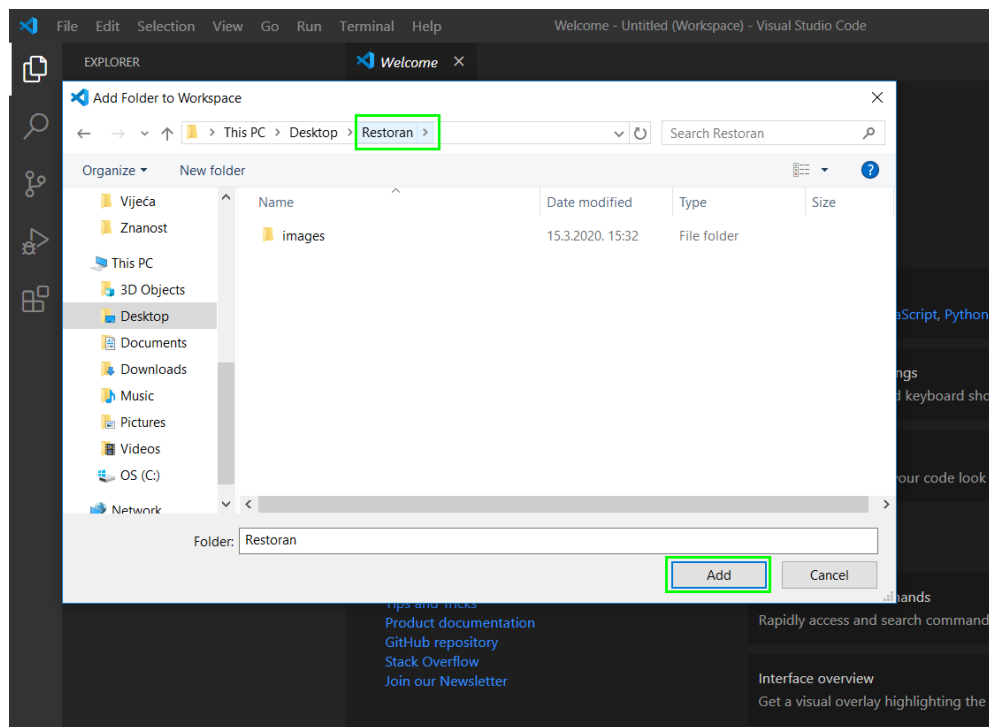 File Edit Selection View Go Run Terminal Help Welcome - Untitled (Workspace) - Visual Studio Code
EXPLORER
Welcome
Add Folder to Workspace
This PC > Desktop > Restoran >
Search Restoran
Organize New folder
Name Date modified Type Size
images 15.3.2020. 15:32 File folder
Vijeća
Znanost
This PC
3D Objects
Desktop
Documents
Downloads
Music
Pictures
Videos
OS (C:)
Network
Folder: Restoran
Add Cancel
aScript, Python
ngs
d keyboard sho
our code look
ands
Rapidly access and search command
Interface overview
Get a visual overlay highlighting the
Tips and Tricks
Product documentation
GitHub repository
Stack Overflow
Join our Newsletter